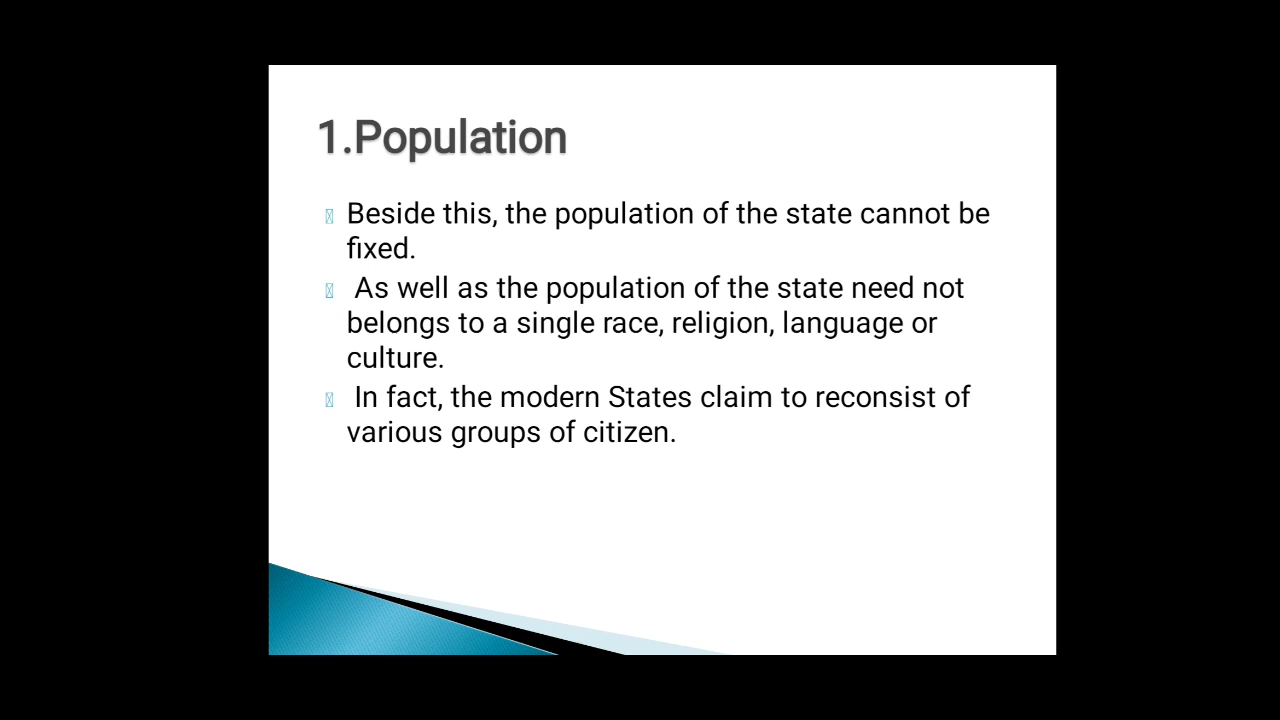 1.Population
Beside this, the population of the state cannot be
fixed.
As well as the population of the state need not
belongs to a single race, religion, language or
culture.
In fact, the modern States claim to reconsist of
various groups of citizen.